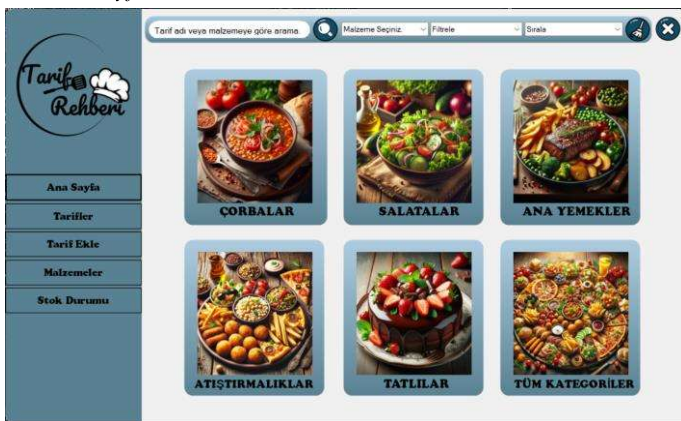 Tarif adı veya malzemeye göre arama
Malzeme Seçiniz.
Filtrele
Sırala
Tarif
Rehberi
Ana Sayfa
Tarifler
Tarif Ekle
Malzemeler
Stok Durumu
ÇORBALAR
SALATALAR
ANA YEMEKLER
ATIŞTIRMALIKLAR
TATLILAR
TÜM KATEGORİLER